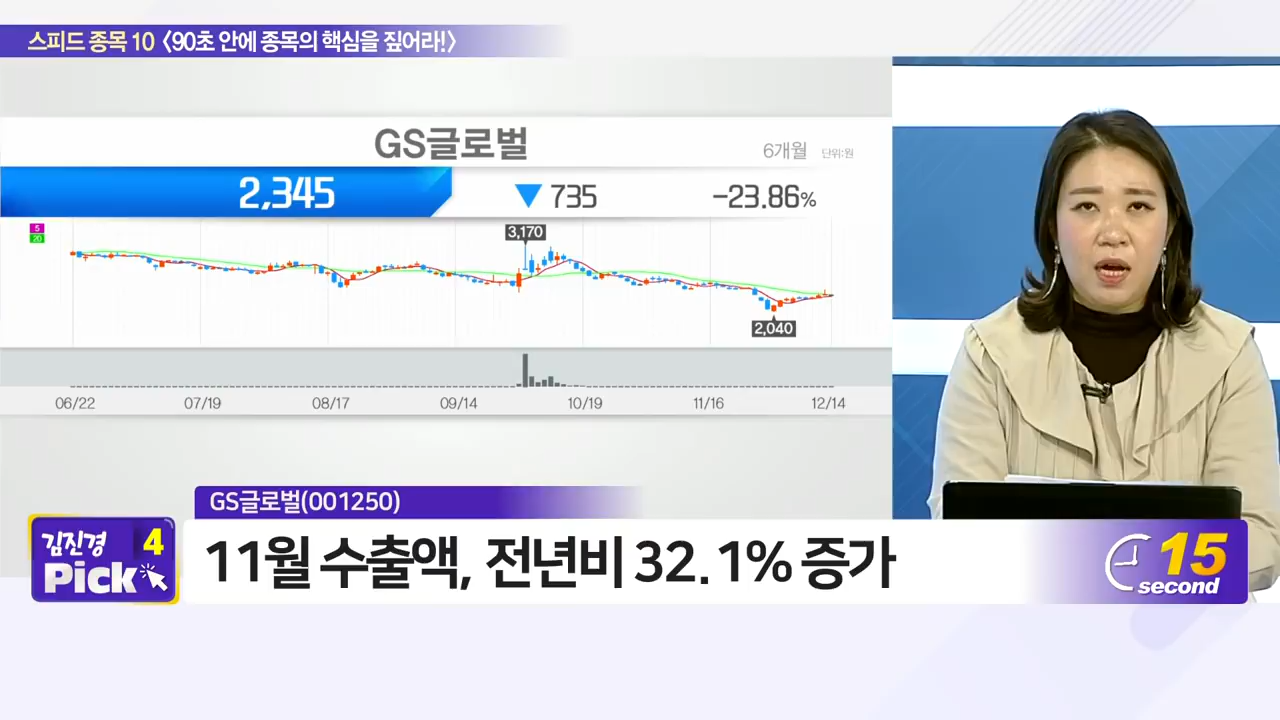 스피드 종목 10 〈90초 안에 종목의 핵심을 짚어라!〉
GS글로벌
6개월 단위:원
2,345 ▼ 735 -23.86%
5
20
3,170
2,040
06/22 07/19 08/17 09/14 10/19 11/16 12/14
GS글로벌(001250)
김진경 4
Pick
11월 수출액, 전년비 32.1% 증가
15
second